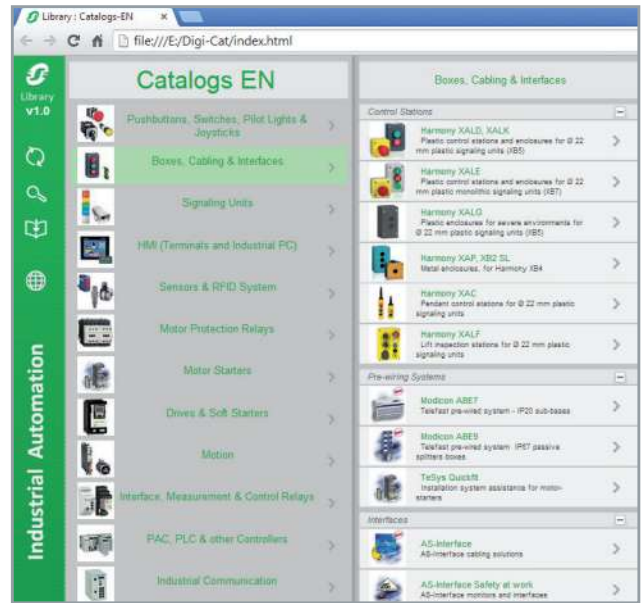 Library : Catalogs-EN
file:///E:/Digi-Cat/index.html
Library
v1.0
Industrial Automation
Catalogs EN
Pushbuttons, Switches, Pilot Lights &
Joysticks
Boxes, Cabling & Interfaces
Signaling Units
HMI (Terminals and Industrial PC)
Sensors & RFID System
Motor Protection Relays
Motor Starters
Drives & Soft Starters
Motion
Interface, Measurement & Control Relays
PAC, PLC & other Controllers
Industrial Communication
Boxes, Cabling & Interfaces
Control Stations
Harmony XALD, XALK
Plastic control stations and enclosures for Ø 22
mm plastic signaling units (XB5)
Harmony XALE
Plastic control stations and enclosures for Ø 22
mm plastic monolithic signaling units (XB7)
Harmony XALG
Plastic enclosures for severe environments for
Ø 22 mm plastic signaling units (XB5)
Harmony XAP, XB2 SL
Metal enclosures, for Harmony XB4
Harmony XAC
Pendant control stations for Ø 22 mm plastic
signaling units
Harmony XALF
Lift inspection stations for Ø 22 mm plastic
signaling units
Pre-wiring Systems
Modicon ABE7
Telefast pre-wired system - IP20 sub-bases
Modicon ABE9
Telefast pre-wired system IP67 passive
splitters boxes
TeSys Quickfit
Installation system assistance for motor-
starters
Interfaces
AS-Interface
AS-Interface cabling solutions
AS-Interface Safety at work
AS-Interface monitors and interfaces